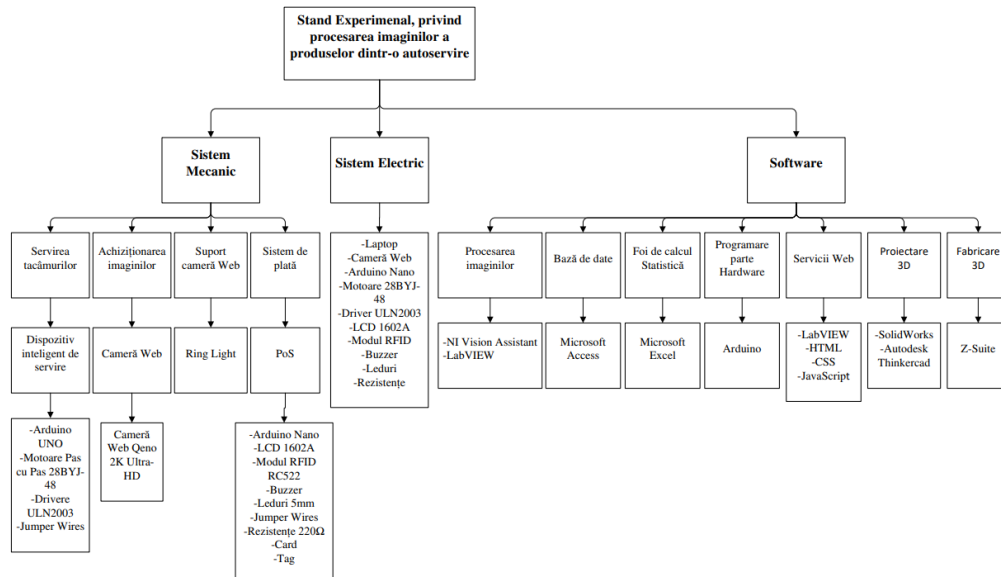 Stand Experimenal, privind
procesarea imaginilor a
produselor dintr-o autoservire
Sistem
Mecanic
Sistem Electric
Software
Servirea
tacâmurilor
Achiziționarea
imaginilor
Suport
cameră Web
Sistem de
plată
-Laptop
-Cameră Web
-Arduino Nano
-Motoare 28BYJ-
48
-Driver ULN2003
-LCD 1602A
-Modul RFID
-Buzzer
-Leduri
-Rezistențe
Procesarea
imaginilor
Bază de date
Foi de calcul
Statistică
Programare
parte
Hardware
Servicii Web
Proiectare
3D
Fabricare
3D
Dispozitiv
inteligent de
servire
Cameră Web
Ring Light
PoS
-NI Vision Assistant
-LabVIEW
Microsoft
Access
Microsoft
Excel
Arduino
-LabVIEW
-HTML
-CSS
-JavaScript
-SolidWorks
-Autodesk
Thinkercad
Z-Suite
-Arduino
UNO
-Motoare Pas
cu Pas 28BYJ-
48
-Drivere
ULN2003
-Jumper Wires
Cameră
Web Qeno
2K Ultra-
HD
-Arduino Nano
-LCD 1602A
-Modul RFID
RC522
-Buzzer
-Leduri 5mm
-Jumper Wires
-Rezistențe 220Ω
-Card
-Tag